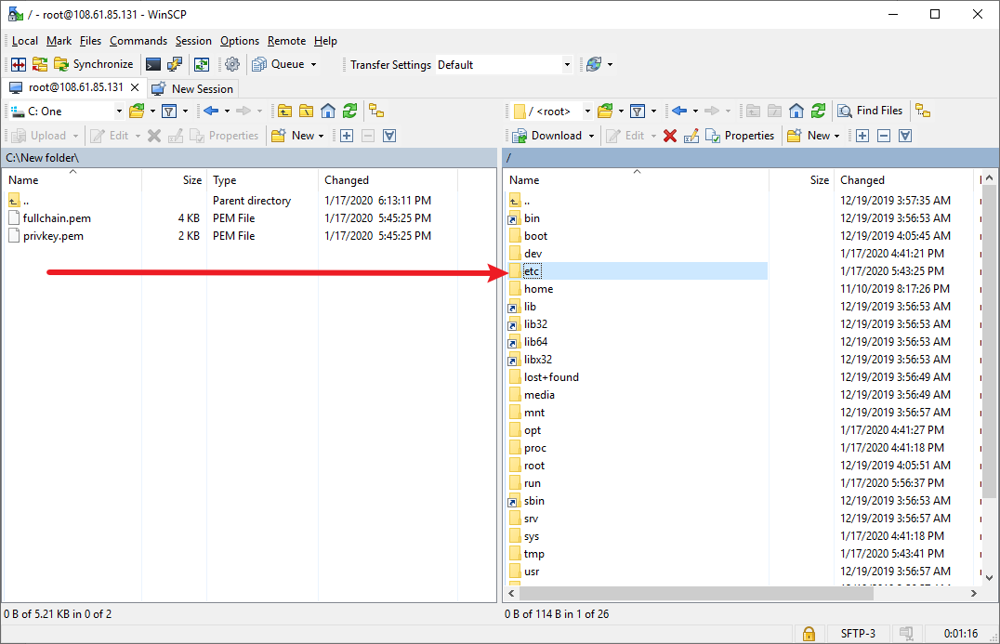 / - root@108.61.85.131 - WinSCP
Local Mark Files Commands Session Options Remote Help
Synchronize Queue Transfer Settings Default
root@108.61.85.131 New Session
C: One / <root> Find Files
Upload Edit Properties New Download Edit Properties New
C:\New folder\ /
Name Size Type Changed Name Size Changed
.. Parent directory 1/17/2020 6:13:11 PM .. 12/19/2019 3:57:35 AM
fullchain.pem 4 KB PEM File 1/17/2020 5:45:25 PM bin 12/19/2019 3:56:53 AM
privkey.pem 2 KB PEM File 1/17/2020 5:45:25 PM boot 12/19/2019 4:05:45 AM
dev 1/17/2020 4:41:21 PM
etc 1/17/2020 5:43:25 PM
home 11/10/2019 8:17:26 PM
lib 12/19/2019 3:56:53 AM
lib32 12/19/2019 3:56:53 AM
lib64 12/19/2019 3:56:53 AM
libx32 12/19/2019 3:56:53 AM
lost+found 12/19/2019 3:56:49 AM
media 12/19/2019 3:56:49 AM
mnt 12/19/2019 3:56:57 AM
opt 1/17/2020 4:41:27 PM
proc 1/17/2020 4:41:18 PM
root 12/19/2019 4:05:51 AM
run 1/17/2020 5:56:37 PM
sbin 12/19/2019 3:56:53 AM
srv 12/19/2019 3:56:57 AM
sys 1/17/2020 4:41:18 PM
tmp 1/17/2020 5:43:41 PM
usr 12/19/2019 3:56:57 AM
0 B of 5.21 KB in 0 of 2 0 B of 114 B in 1 of 26
SFTP-3 0:01:16